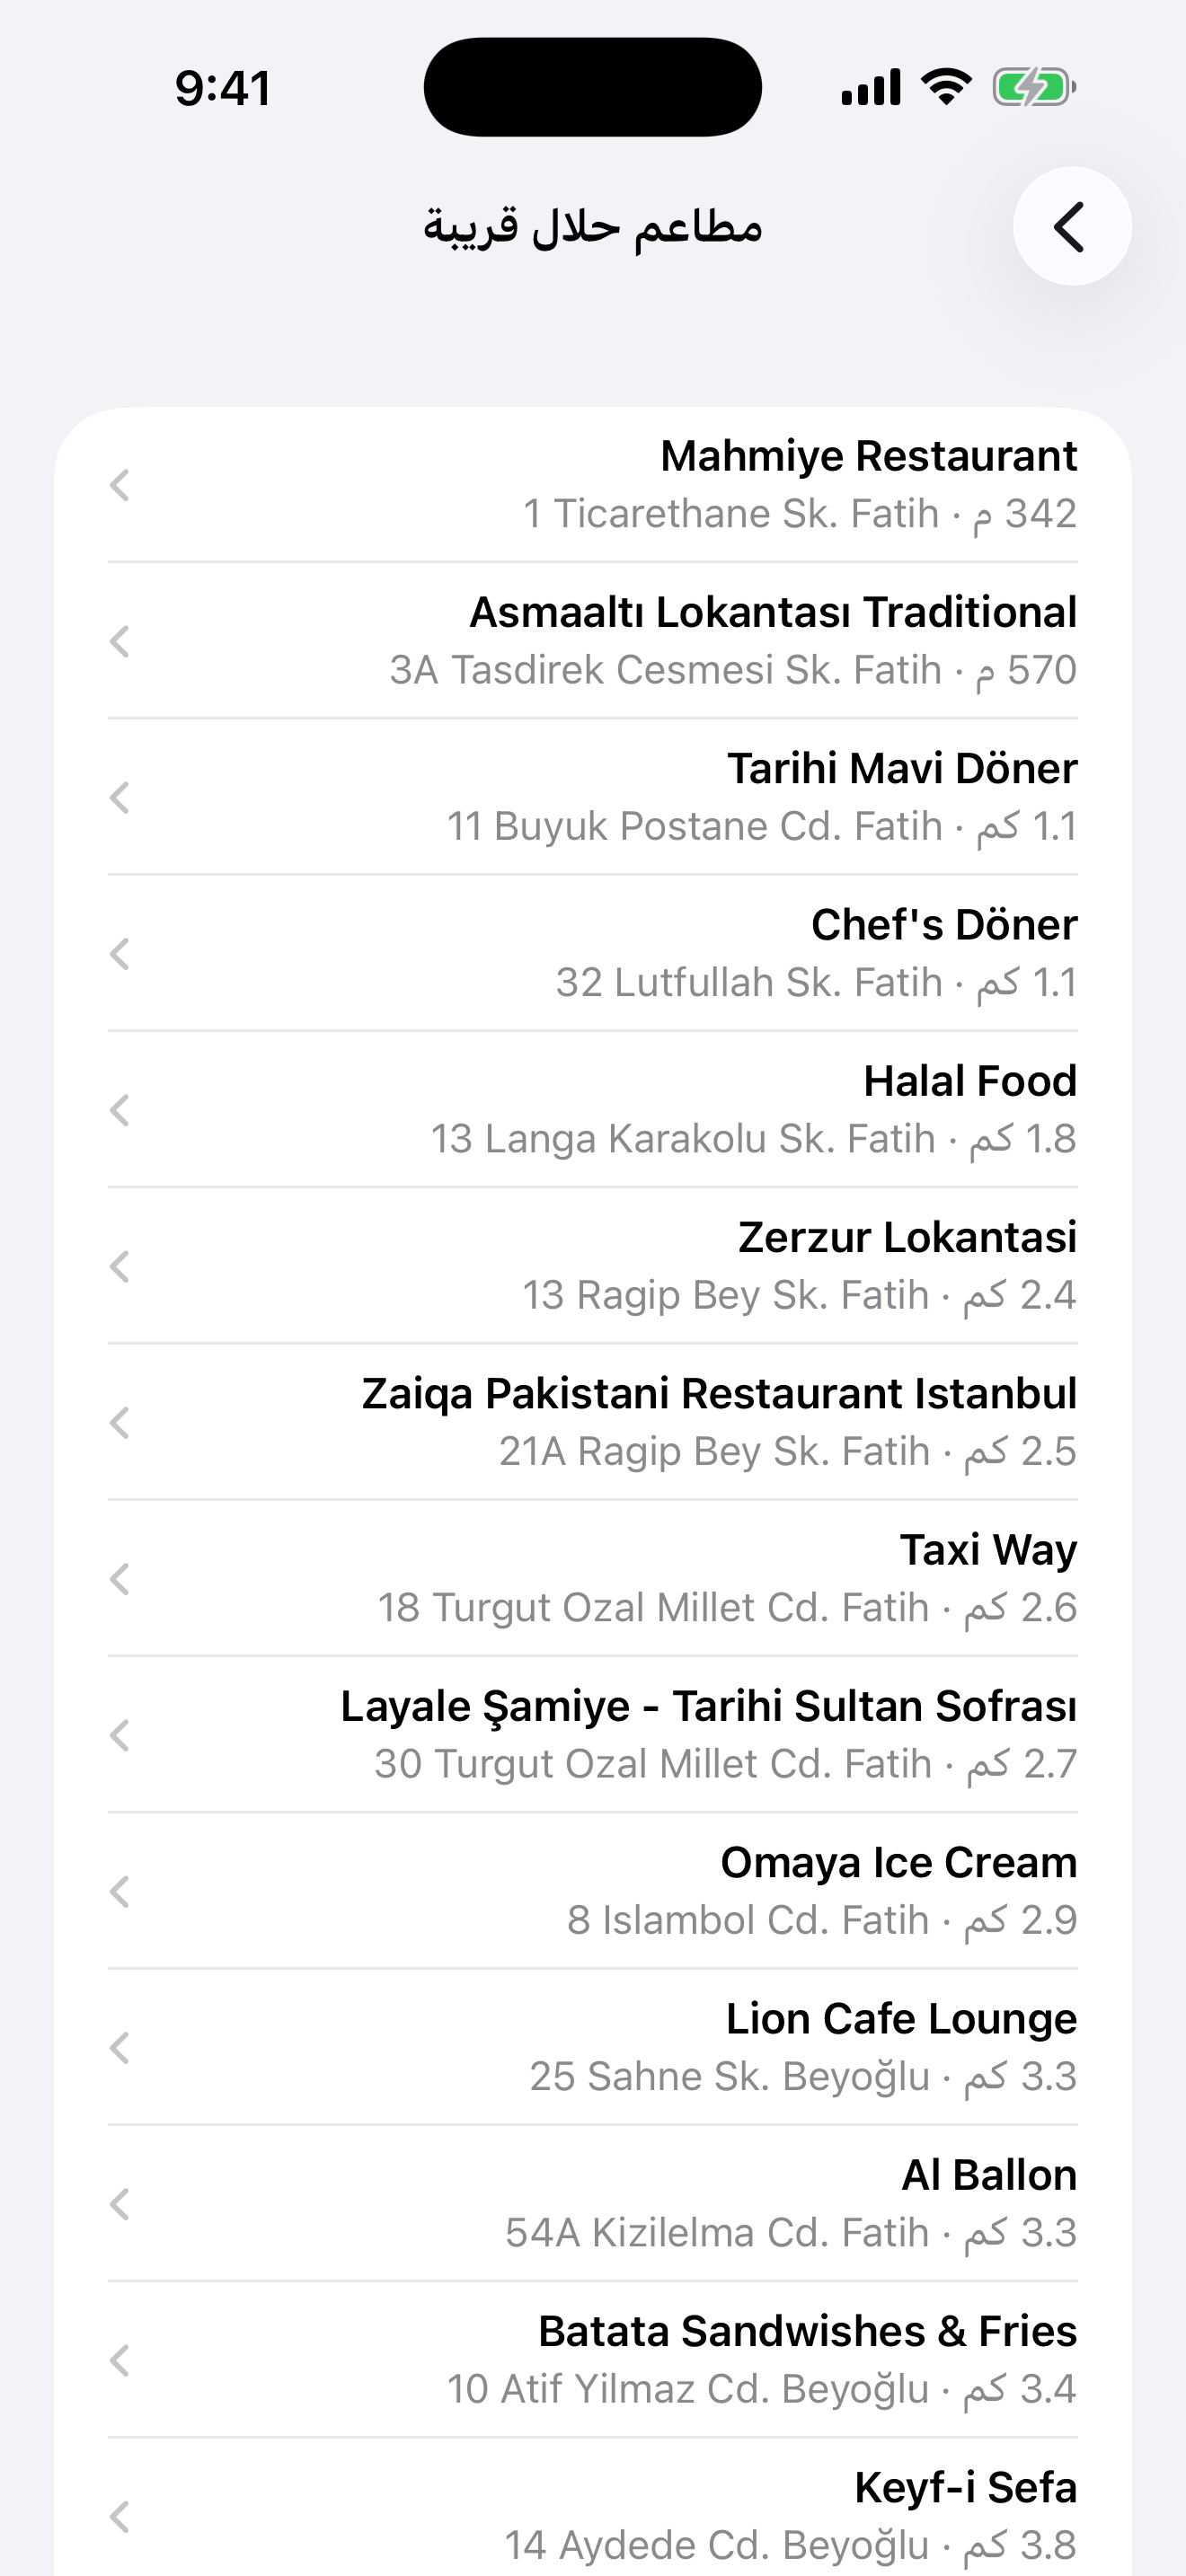 9:41
مطاعم حلال قريبة
Mahmiye Restaurant
342 م · 1 Ticarethane Sk. Fatih
Asmaaltı Lokantası Traditional
570 م · 3A Tasdirek Cesmesi Sk. Fatih
Tarihi Mavi Döner
1.1 كم · 11 Buyuk Postane Cd. Fatih
Chef's Döner
1.1 كم · 32 Lutfullah Sk. Fatih
Halal Food
1.8 كم · 13 Langa Karakolu Sk. Fatih
Zerzur Lokantasi
2.4 كم · 13 Ragip Bey Sk. Fatih
Zaiqa Pakistani Restaurant Istanbul
2.5 كم · 21A Ragip Bey Sk. Fatih
Taxi Way
2.6 كم · 18 Turgut Ozal Millet Cd. Fatih
Layale Şamiye - Tarihi Sultan Sofrası
2.7 كم · 30 Turgut Ozal Millet Cd. Fatih
Omaya Ice Cream
2.9 كم · 8 Islambol Cd. Fatih
Lion Cafe Lounge
3.3 كم · 25 Sahne Sk. Beyoğlu
Al Ballon
3.3 كم · 54A Kizilelma Cd. Fatih
Batata Sandwishes & Fries
3.4 كم · 10 Atif Yilmaz Cd. Beyoğlu
Keyf-i Sefa
3.8 كم · 14 Aydede Cd. Beyoğlu